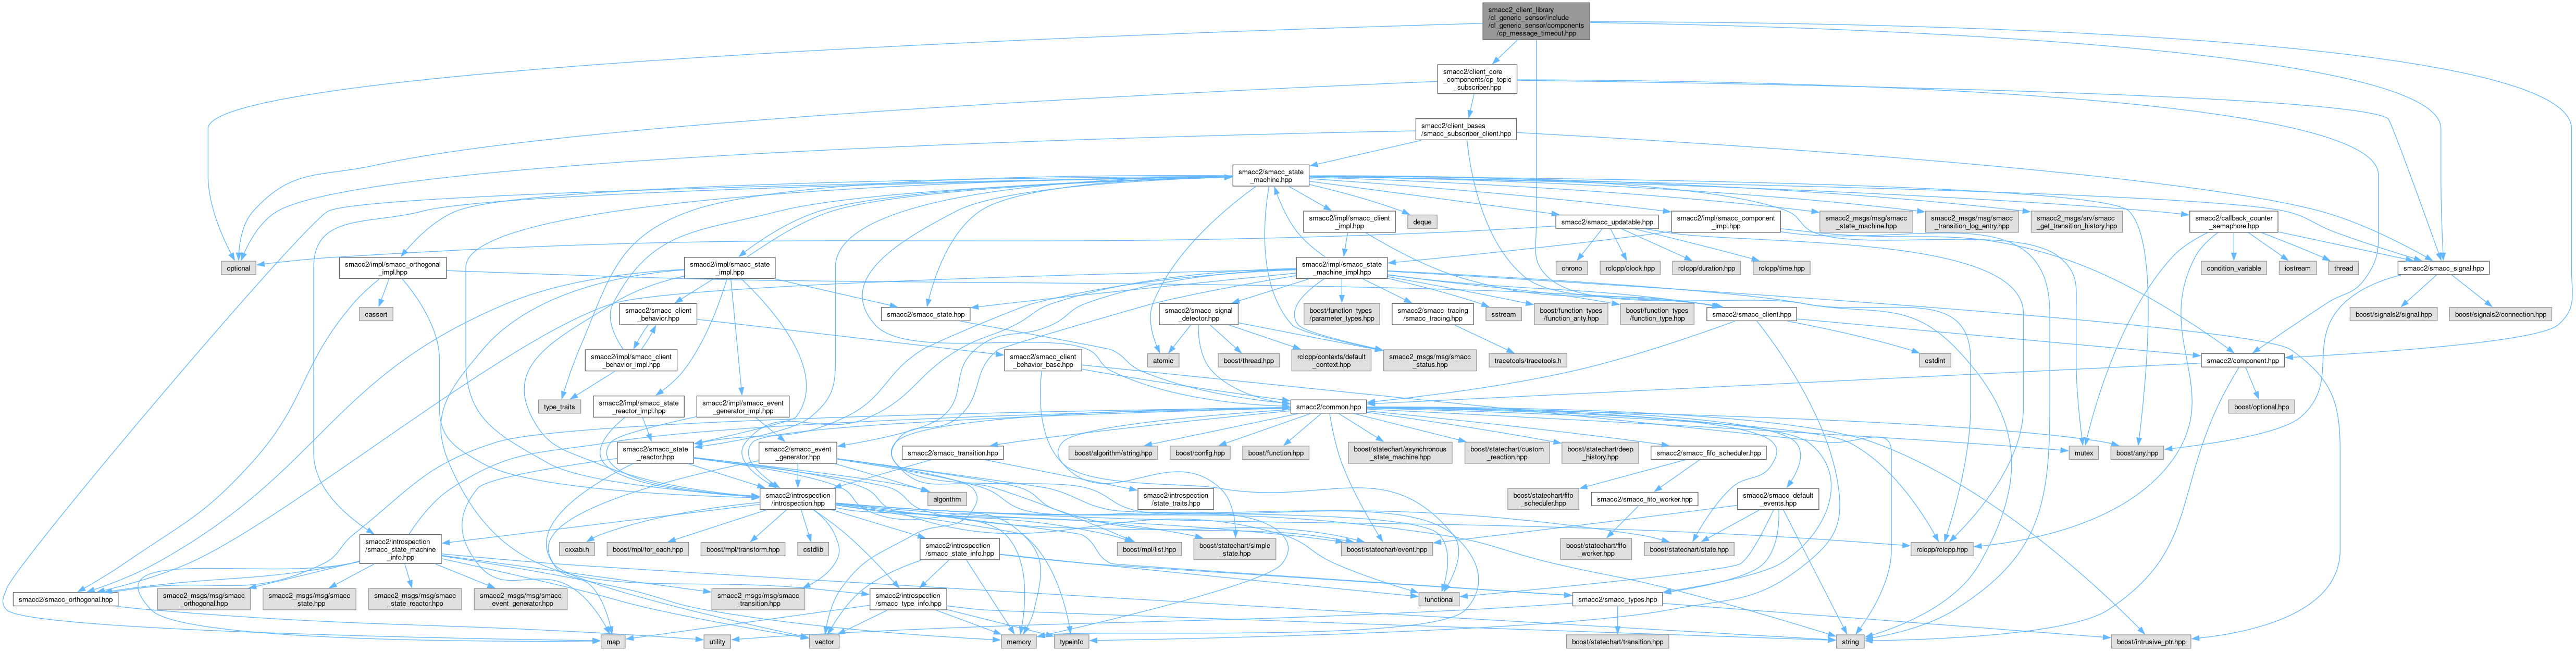 smacc2_client_library
/cl_generic_sensor/include
/cl_generic_sensor/components
/cp_message_timeout.hpp
smacc2/client_core
_components/cp_topic
_subscriber.hpp
smacc2/client_bases
/smacc_subscriber_client.hpp
smacc2/smacc_state
_machine.hpp
smacc2/impl/smacc_client
_impl.hpp
deque
smacc2/smacc_updatable.hpp
smacc2/impl/smacc_component
_impl.hpp
smacc2_msgs/msg/smacc
_state_machine.hpp
smacc2_msgs/msg/smacc
_transition_log_entry.hpp
smacc2_msgs/srv/smacc
_get_transition_history.hpp
smacc2/callback_counter
_semaphore.hpp
optional
smacc2/impl/smacc_orthogonal
_impl.hpp
smacc2/impl/smacc_state
_impl.hpp
smacc2/impl/smacc_state
_machine_impl.hpp
chrono
rclcpp/clock.hpp
rclcpp/duration.hpp
rclcpp/time.hpp
condition_variable
iostream
thread
smacc2/smacc_signal.hpp
cassert
smacc2/smacc_client
_behavior.hpp
smacc2/smacc_state.hpp
smacc2/smacc_signal
_detector.hpp
boost/function_types
/parameter_types.hpp
smacc2/smacc_tracing
/smacc_tracing.hpp
sstream
boost/function_types
/function_arity.hpp
boost/function_types
/function_type.hpp
smacc2/smacc_client.hpp
boost/signals2/signal.hpp
boost/signals2/connection.hpp
smacc2/impl/smacc_client
_behavior_impl.hpp
smacc2/smacc_client
_behavior_base.hpp
atomic
boost/thread.hpp
rclcpp/contexts/default
_context.hpp
smacc2_msgs/msg/smacc
_status.hpp
tracetools/tracetools.h
cstdint
smacc2/component.hpp
type_traits
smacc2/impl/smacc_state
_reactor_impl.hpp
smacc2/impl/smacc_event
_generator_impl.hpp
smacc2/common.hpp
boost/optional.hpp
smacc2/smacc_state
_reactor.hpp
smacc2/smacc_event
_generator.hpp
smacc2/smacc_transition.hpp
boost/algorithm/string.hpp
boost/config.hpp
boost/function.hpp
boost/statechart/asynchronous
_state_machine.hpp
boost/statechart/custom
_reaction.hpp
boost/statechart/deep
_history.hpp
smacc2/smacc_fifo_scheduler.hpp
mutex
boost/any.hpp
smacc2/introspection
/introspection.hpp
algorithm
smacc2/introspection
/state_traits.hpp
boost/statechart/fifo
_scheduler.hpp
smacc2/smacc_fifo_worker.hpp
smacc2/smacc_default
_events.hpp
smacc2/introspection
/smacc_state_machine
_info.hpp
cxxabi.h
boost/mpl/for_each.hpp
boost/mpl/transform.hpp
cstdlib
smacc2/introspection
/smacc_state_info.hpp
boost/mpl/list.hpp
boost/statechart/simple
_state.hpp
boost/statechart/event.hpp
boost/statechart/fifo
_worker.hpp
boost/statechart/state.hpp
rclcpp/rclcpp.hpp
smacc2/smacc_orthogonal.hpp
smacc2_msgs/msg/smacc
_orthogonal.hpp
smacc2_msgs/msg/smacc
_state.hpp
smacc2_msgs/msg/smacc
_state_reactor.hpp
smacc2_msgs/msg/smacc
_event_generator.hpp
smacc2_msgs/msg/smacc
_transition.hpp
smacc2/introspection
/smacc_type_info.hpp
functional
smacc2/smacc_types.hpp
map
utility
vector
memory
typeinfo
boost/statechart/transition.hpp
string
boost/intrusive_ptr.hpp